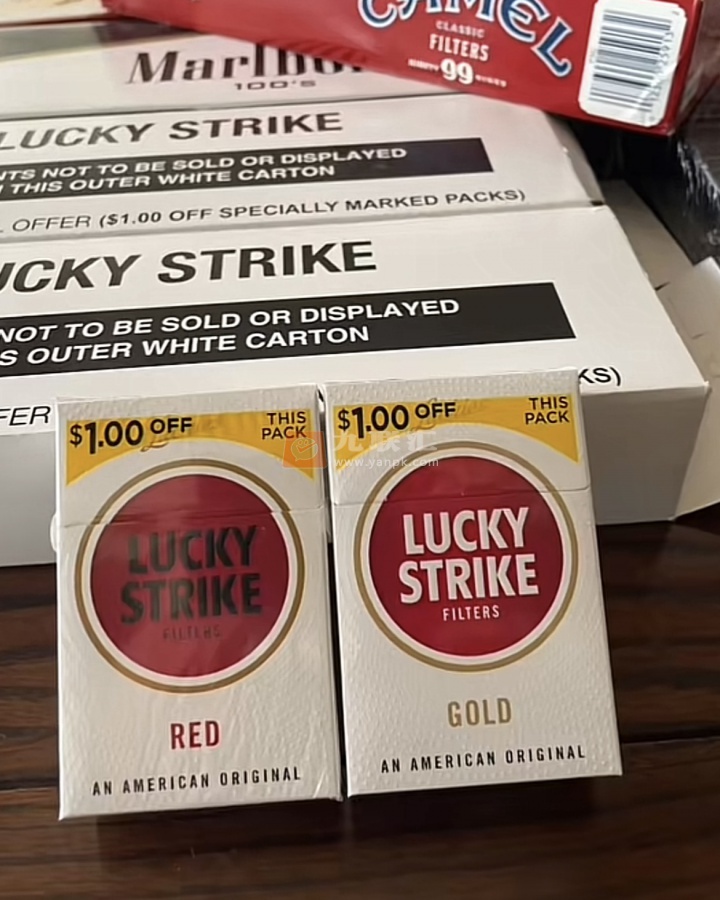 CAMEL
CLASSIC
FILTERS
99
Marlbo
100'S
LUCKY STRIKE
NTS NOT TO BE SOLD OR DISPLAYED
THIS OUTER WHITE CARTON
OFFER ($1.00 OFF SPECIALLY MARKED PACKS)
UCKY STRIKE
NOT TO BE SOLD OR DISPLAYED
S OUTER WHITE CARTON
FER
KS)
$1.00 OFF
THIS
PACK
LUCKY
STRIKE
FILTERS
RED
AN AMERICAN ORIGINAL
$1.00 OFF
THIS
PACK
LUCKY
STRIKE
FILTERS
GOLD
AN AMERICAN ORIGINAL
www.yanpk.com